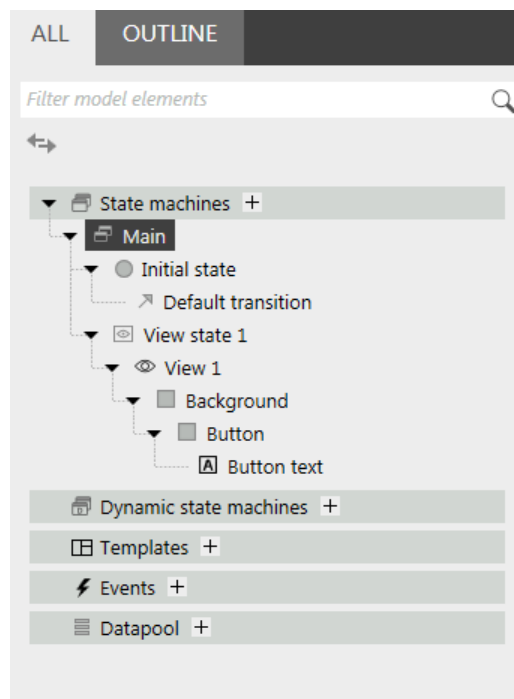 ALL OUTLINE
Filter model elements
State machines +
Main
Initial state
Default transition
View state 1
View 1
Background
Button
A Button text
Dynamic state machines +
Templates +
Events +
Datapool +